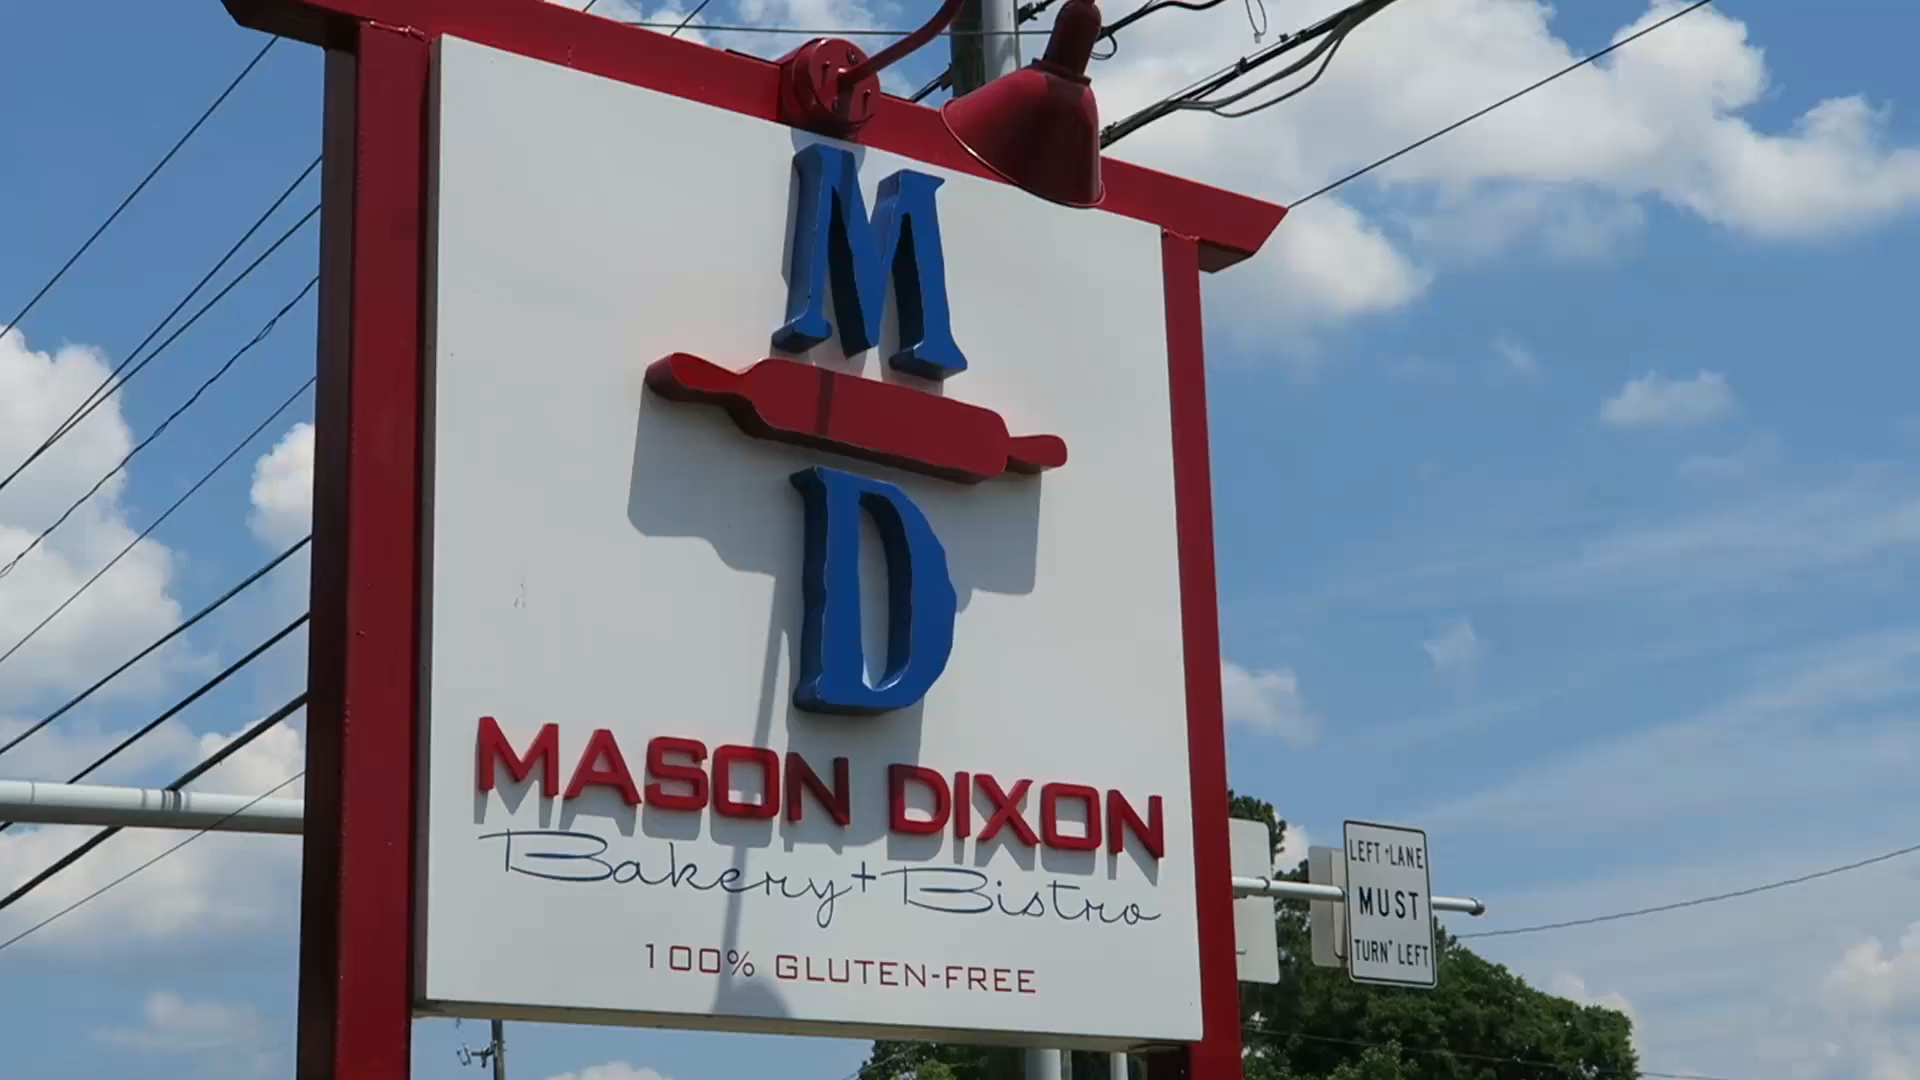 M
D
MASON DIXON
Bakery + Bistro
100% GLUTEN-FREE
LEFT LANE
MUST
TURN LEFT